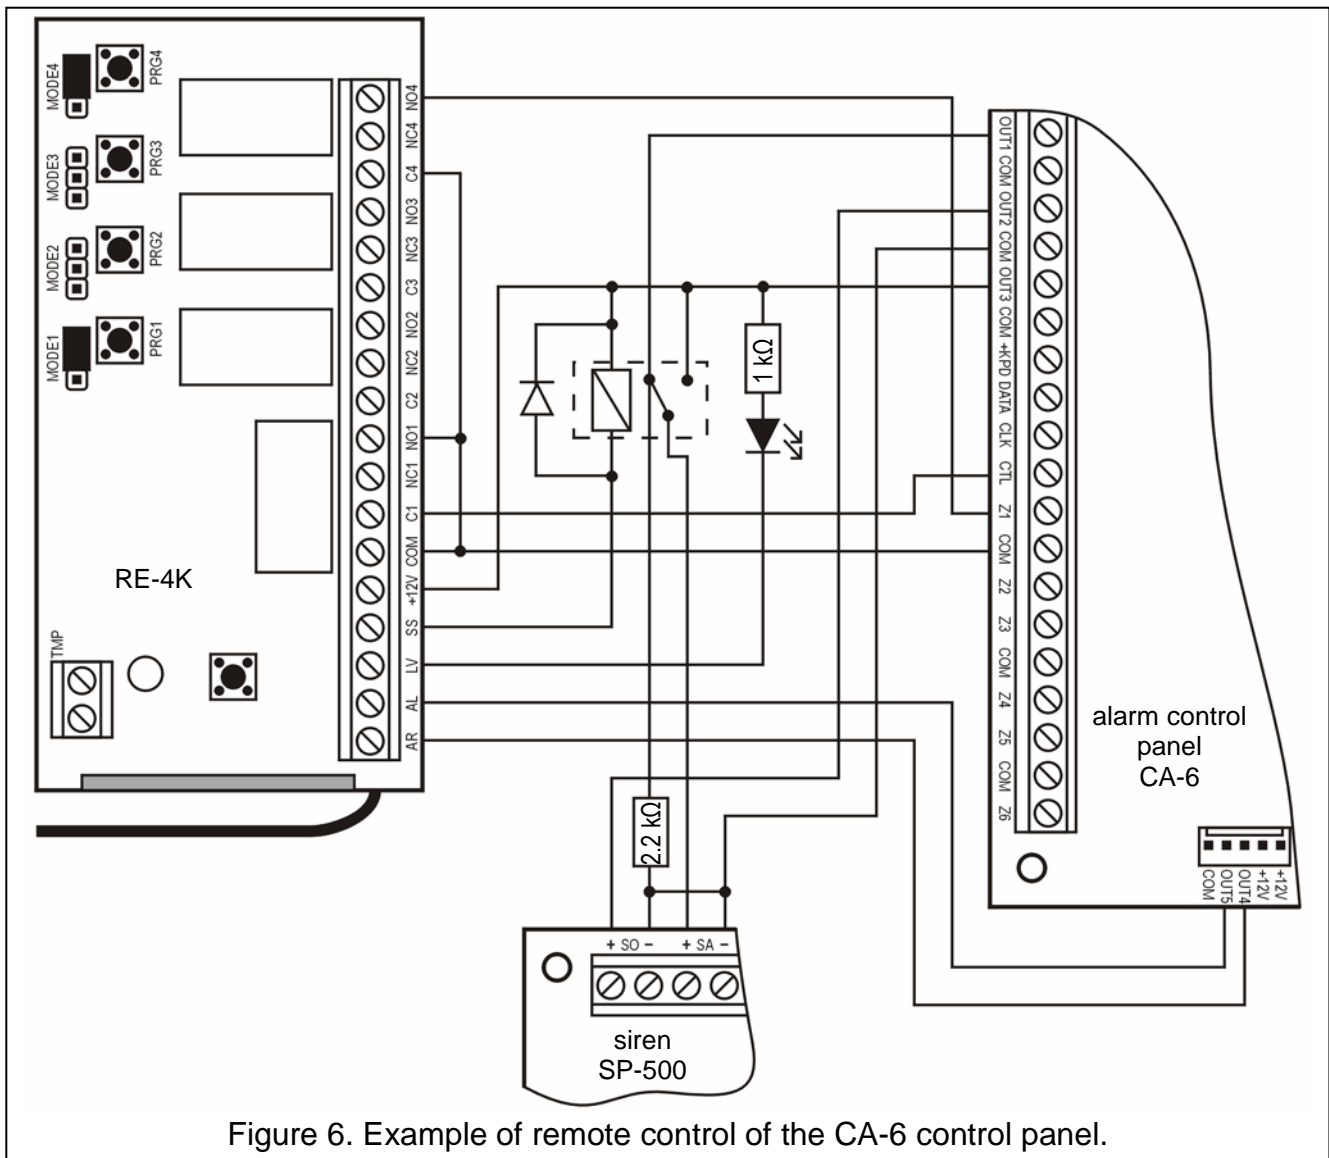 MODE4
PRG4
MODE3
PRG3
MODE2
PRG2
MODE1
PRG1
NO4
NC4
C4
NO3
NC3
C3
NO2
NC2
C2
NO1
NC1
C1
COM
+12V
SS
LV
AL
AR
RE-4K
TMP
1 kΩ
2.2 kΩ
OUT1
COM
OUT2
COM
OUT3
COM
+KPD
DATA
CLK
CTL
Z1
COM
Z2
Z3
COM
Z4
Z5
COM
Z6
alarm control
panel
CA-6
COM
OUT5
OUT4
+12V
+12V
+ SO − + SA −
siren
SP-500
Figure 6. Example of remote control of the CA-6 control panel.